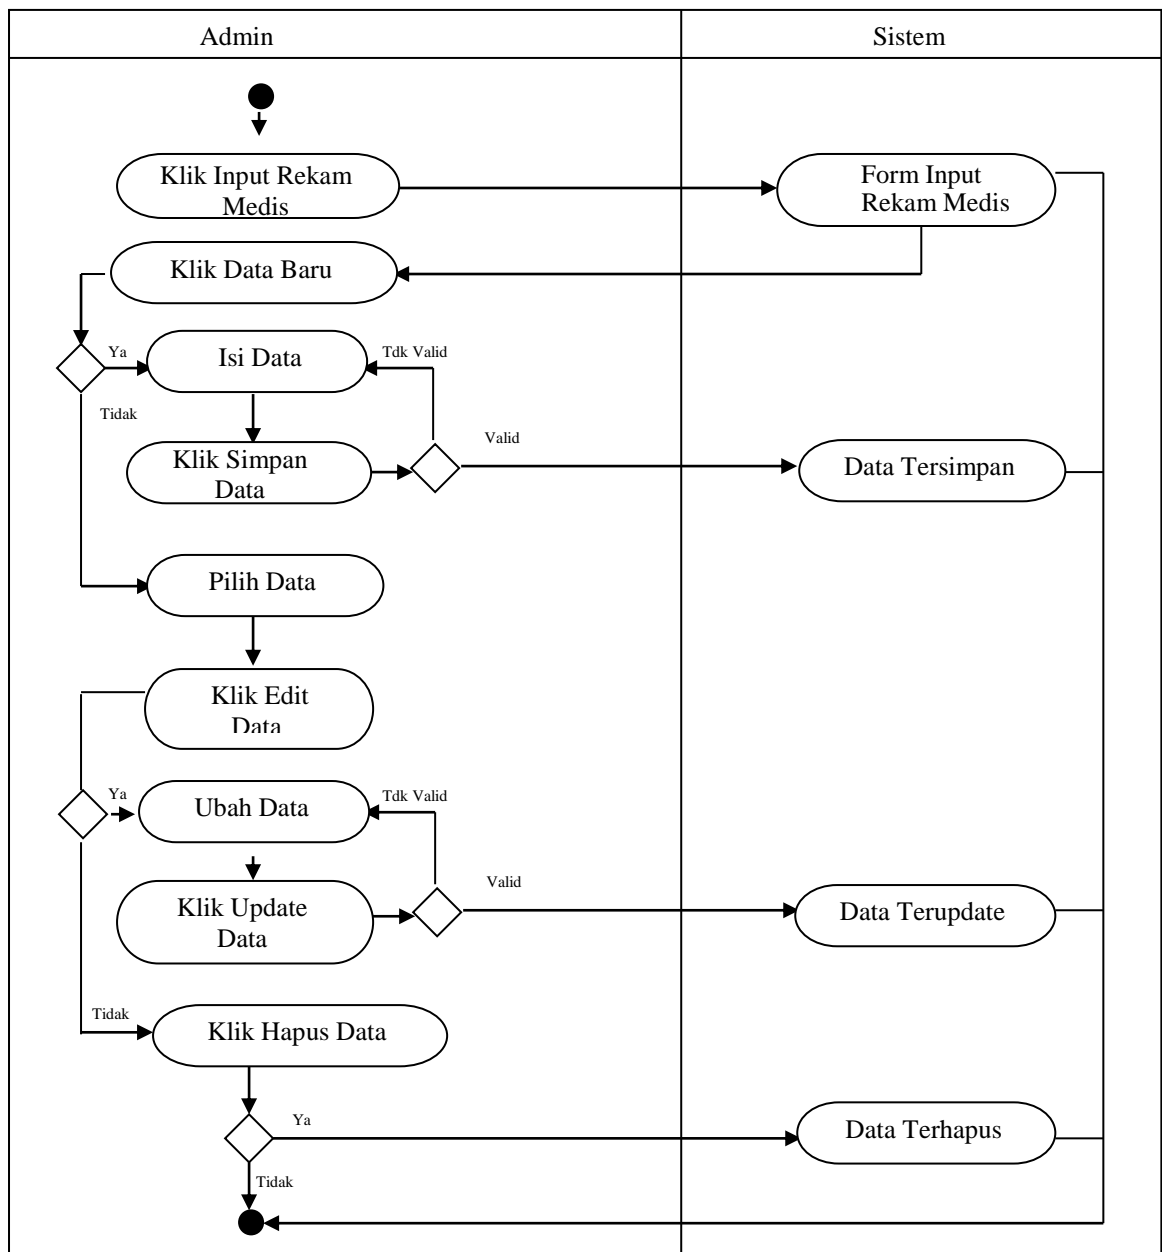 Admin
Sistem
Klik Input Rekam
Medis
Form Input
Rekam Medis
Klik Data Baru
Ya
Isi Data
Tdk Valid
Tidak
Klik Simpan
Data
Valid
Data Tersimpan
Pilih Data
Klik Edit
Data
Ya
Ubah Data
Tdk Valid
Klik Update
Data
Valid
Data Terupdate
Tidak
Klik Hapus Data
Ya
Data Terhapus
Tidak